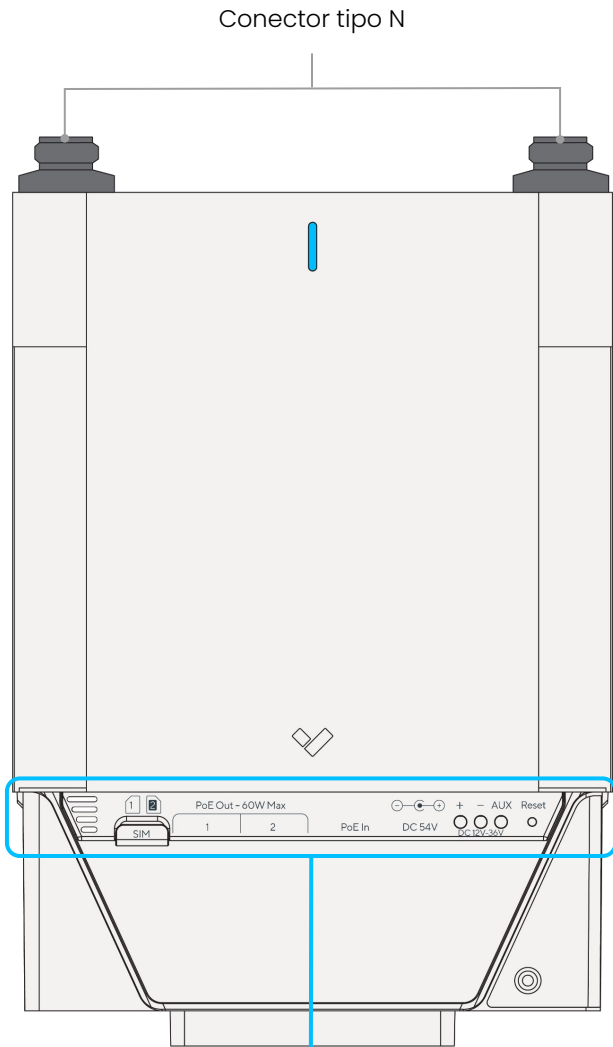 Conector tipo N
1 2 PoE Out - 60W Max + - AUX Reset
SIM 1 2 PoE In DC 54V DC 12V-36V